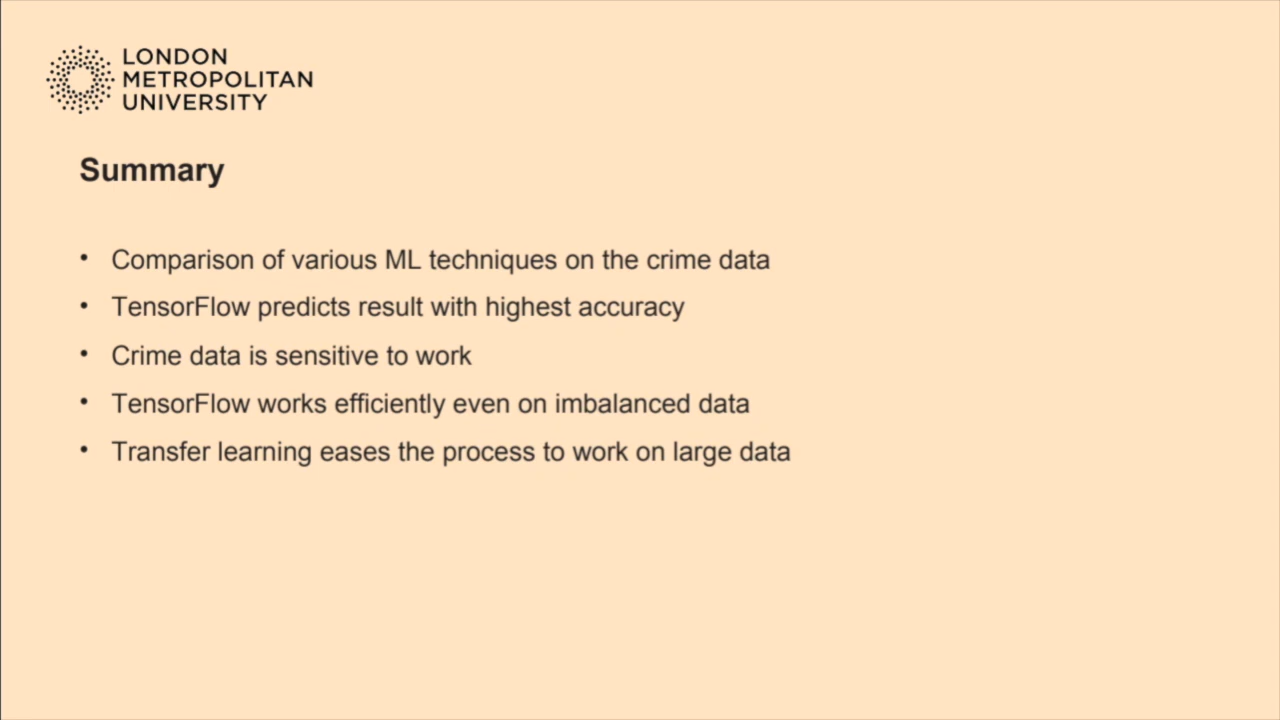 LONDON
METROPOLITAN
UNIVERSITY
Summary
• Comparison of various ML techniques on the crime data
• TensorFlow predicts result with highest accuracy
• Crime data is sensitive to work
• TensorFlow works efficiently even on imbalanced data
• Transfer learning eases the process to work on large data